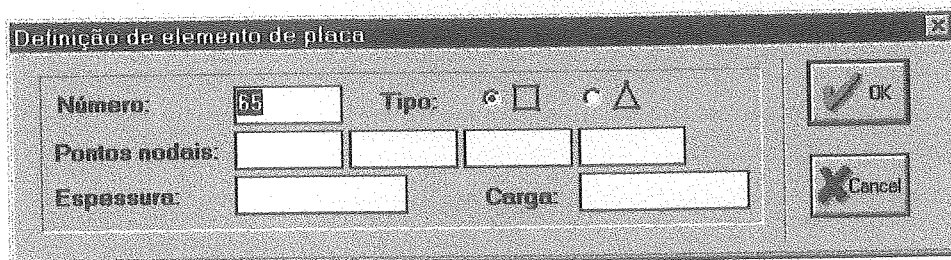 Definição de elemento de placa
Número: 65 Tipo:
OK
Pontos nodais:
Espessura: Carga:
Cancel